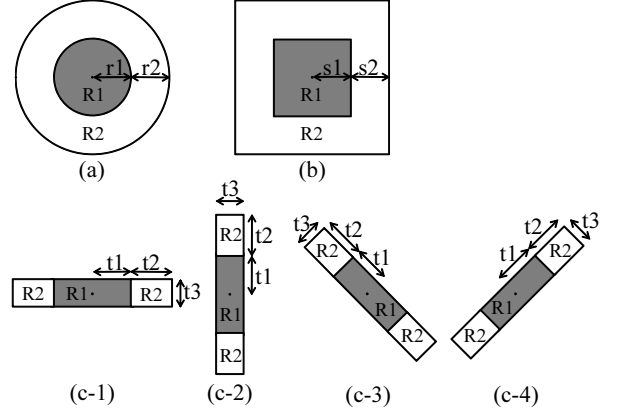 r1 r2
R1
R2
(a)
s1 s2
R1
R2
(b)
t1 t2
R2 R1 R2 t3
(c-1)
t3
R2 t2
t1
R1
R2
(c-2)
t3 t2
R2 t1
R1
R2
(c-3)
t2 t3
t1 R2
R1
R2
(c-4)